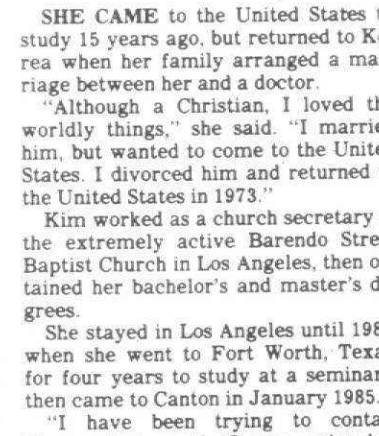 SHE CAME to the United States
study 15 years ago, but returned to Ko
rea when her family arranged a mar
riage between her and a doctor.
"Although a Christian, I loved th
worldly things," she said. "I marrie
him, but wanted to come to the Unite
States. I divorced him and returned
the United States in 1973."
Kim worked as a church secretary
the extremely active Barendo Stre
Baptist Church in Los Angeles, then o
tained her bachelor's and master's d
grees.
She stayed in Los Angeles until 198
when she went to Fort Worth, Texa
for four years to study at a seminar
then came to Canton in January 1985.
"I have been trying to conta